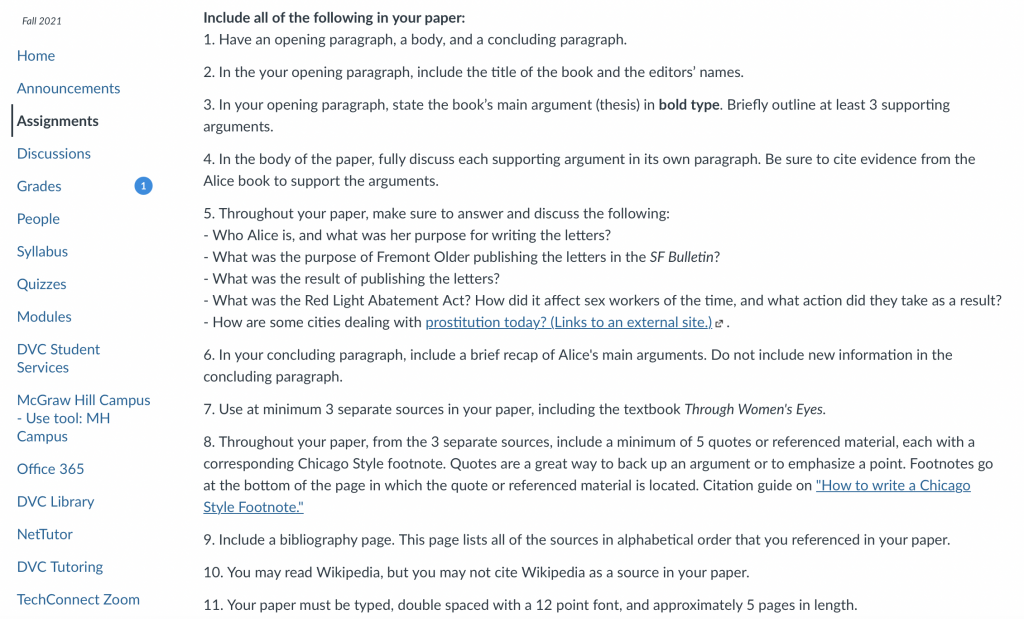 Fall 2021
Home
Announcements
Assignments
Discussions
Grades
1
People
Syllabus
Quizzes
Modules
DVC Student
Services
McGraw Hill Campus
- Use tool: MH
Campus
Office 365
DVC Library
NetTutor
DVC Tutoring
TechConnect Zoom
Include all of the following in your paper:
1. Have an opening paragraph, a body, and a concluding paragraph.
2. In the your opening paragraph, include the title of the book and the editors’ names.
3. In your opening paragraph, state the book’s main argument (thesis) in bold type. Briefly outline at least 3 supporting
arguments.
4. In the body of the paper, fully discuss each supporting argument in its own paragraph. Be sure to cite evidence from the
Alice book to support the arguments.
5. Throughout your paper, make sure to answer and discuss the following:
- Who Alice is, and what was her purpose for writing the letters?
- What was the purpose of Fremont Older publishing the letters in the SF Bulletin?
- What was the result of publishing the letters?
- What was the Red Light Abatement Act? How did it affect sex workers of the time, and what action did they take as a result?
- How are some cities dealing with prostitution today? (Links to an external site.) .
6. In your concluding paragraph, include a brief recap of Alice's main arguments. Do not include new information in the
concluding paragraph.
7. Use at minimum 3 separate sources in your paper, including the textbook Through Women's Eyes.
8. Throughout your paper, from the 3 separate sources, include a minimum of 5 quotes or referenced material, each with a
corresponding Chicago Style footnote. Quotes are a great way to back up an argument or to emphasize a point. Footnotes go
at the bottom of the page in which the quote or referenced material is located. Citation guide on "How to write a Chicago
Style Footnote."
9. Include a bibliography page. This page lists all of the sources in alphabetical order that you referenced in your paper.
10. You may read Wikipedia, but you may not cite Wikipedia as a source in your paper.
11. Your paper must be typed, double spaced with a 12 point font, and approximately 5 pages in length.